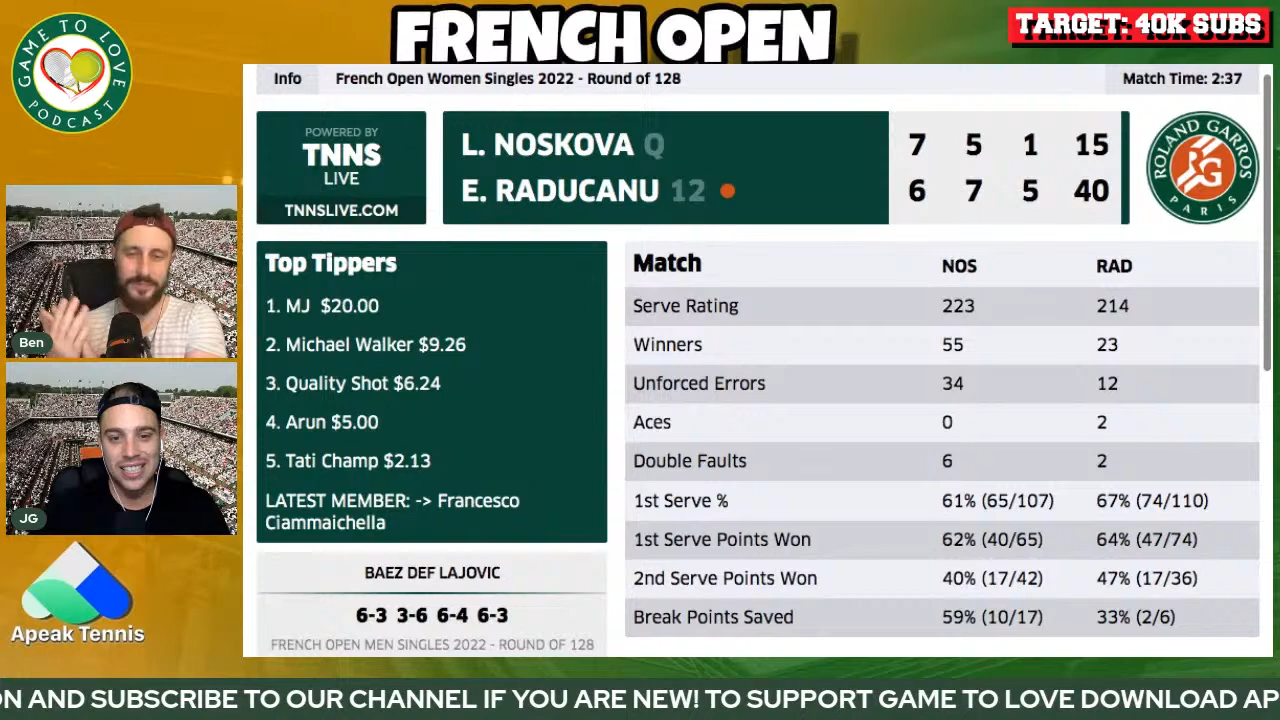 FRENCH OPEN
TARGET: 40K SUBS
GAME TO LOVE
PODCAST
Info French Open Women Singles 2022 - Round of 128 Match Time: 2:37
POWERED BY
TNNS
LIVE
TNNSLIVE.COM
L. NOSKOVA Q 7 5 1 15
E. RADUCANU 12 6 7 5 40
ROLAND GARROS
RG
PARIS
Ben
JG
Apeak Tennis
Top Tippers
1. MJ $20.00
2. Michael Walker $9.26
3. Quality Shot $6.24
4. Arun $5.00
5. Tati Champ $2.13
LATEST MEMBER: -> Francesco
Ciammaichella
BAEZ DEF LAJOVIC
6-3 3-6 6-4 6-3
FRENCH OPEN MEN SINGLES 2022 - ROUND OF 128
Match NOS RAD
Serve Rating 223 214
Winners 55 23
Unforced Errors 34 12
Aces 0 2
Double Faults 6 2
1st Serve % 61% (65/107) 67% (74/110)
1st Serve Points Won 62% (40/65) 64% (47/74)
2nd Serve Points Won 40% (17/42) 47% (17/36)
Break Points Saved 59% (10/17) 33% (2/6)
ON AND SUBSCRIBE TO OUR CHANNEL IF YOU ARE NEW! TO SUPPORT GAME TO LOVE DOWNLOAD AP